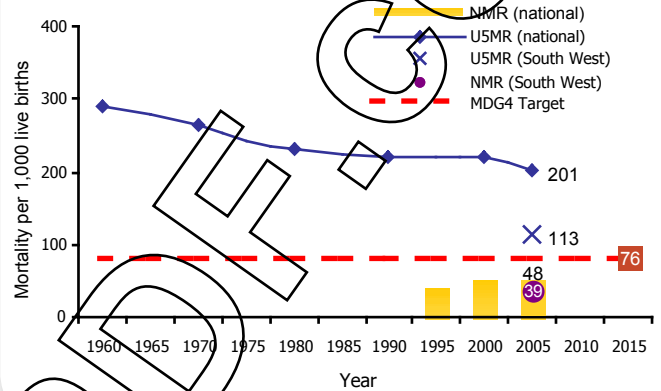 NMR (national)
U5MR (national)
U5MR (South West)
NMR (South West)
MDG4 Target
Mortality per 1,000 live births
400
300
200
100
0
201
113
76
48
39
1960 1965 1970 1975 1980 1985 1990 1995 2000 2005 2010 2015
Year
PDF.